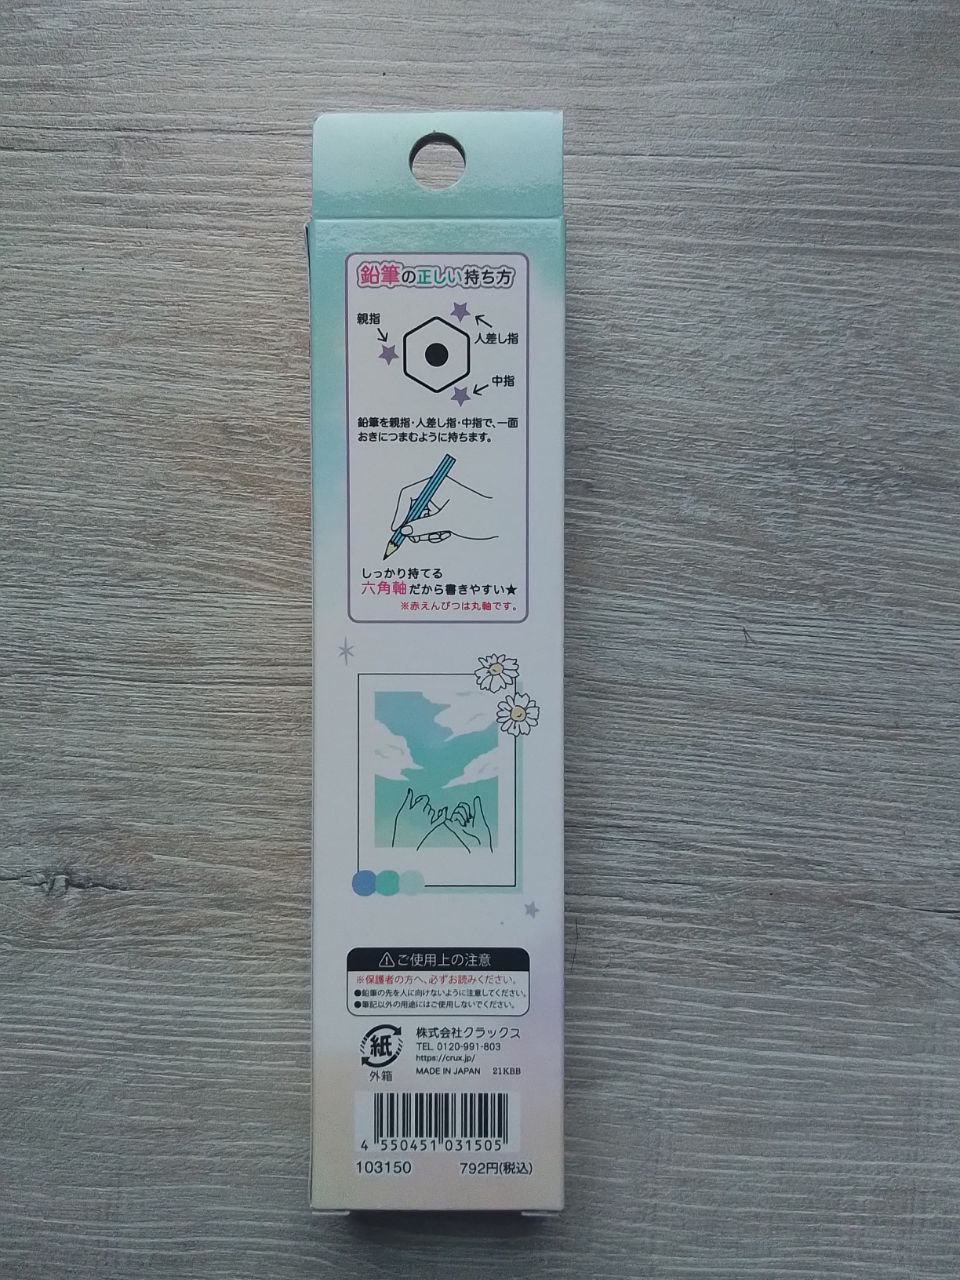 鉛筆の正しい持ち方
親指
人差し指
中指
鉛筆を親指・人差し指・中指で、一面
おきにつまむように持ちます。
しっかり持てる
六角軸だから書きやすい★
※赤えんぴつは丸軸です。
⚠ご使用上の注意
※保護者の方へ、必ずお読みください。
●鉛筆の先を人に向けないように注意してください。
●筆記以外の用途にはご使用しないでください。
紙
外箱
株式会社クラックス
TEL 0120-991-803
https://crux.jp/
MADE IN JAPAN 21KBB
4 550451 031505
103150 792円(税込)